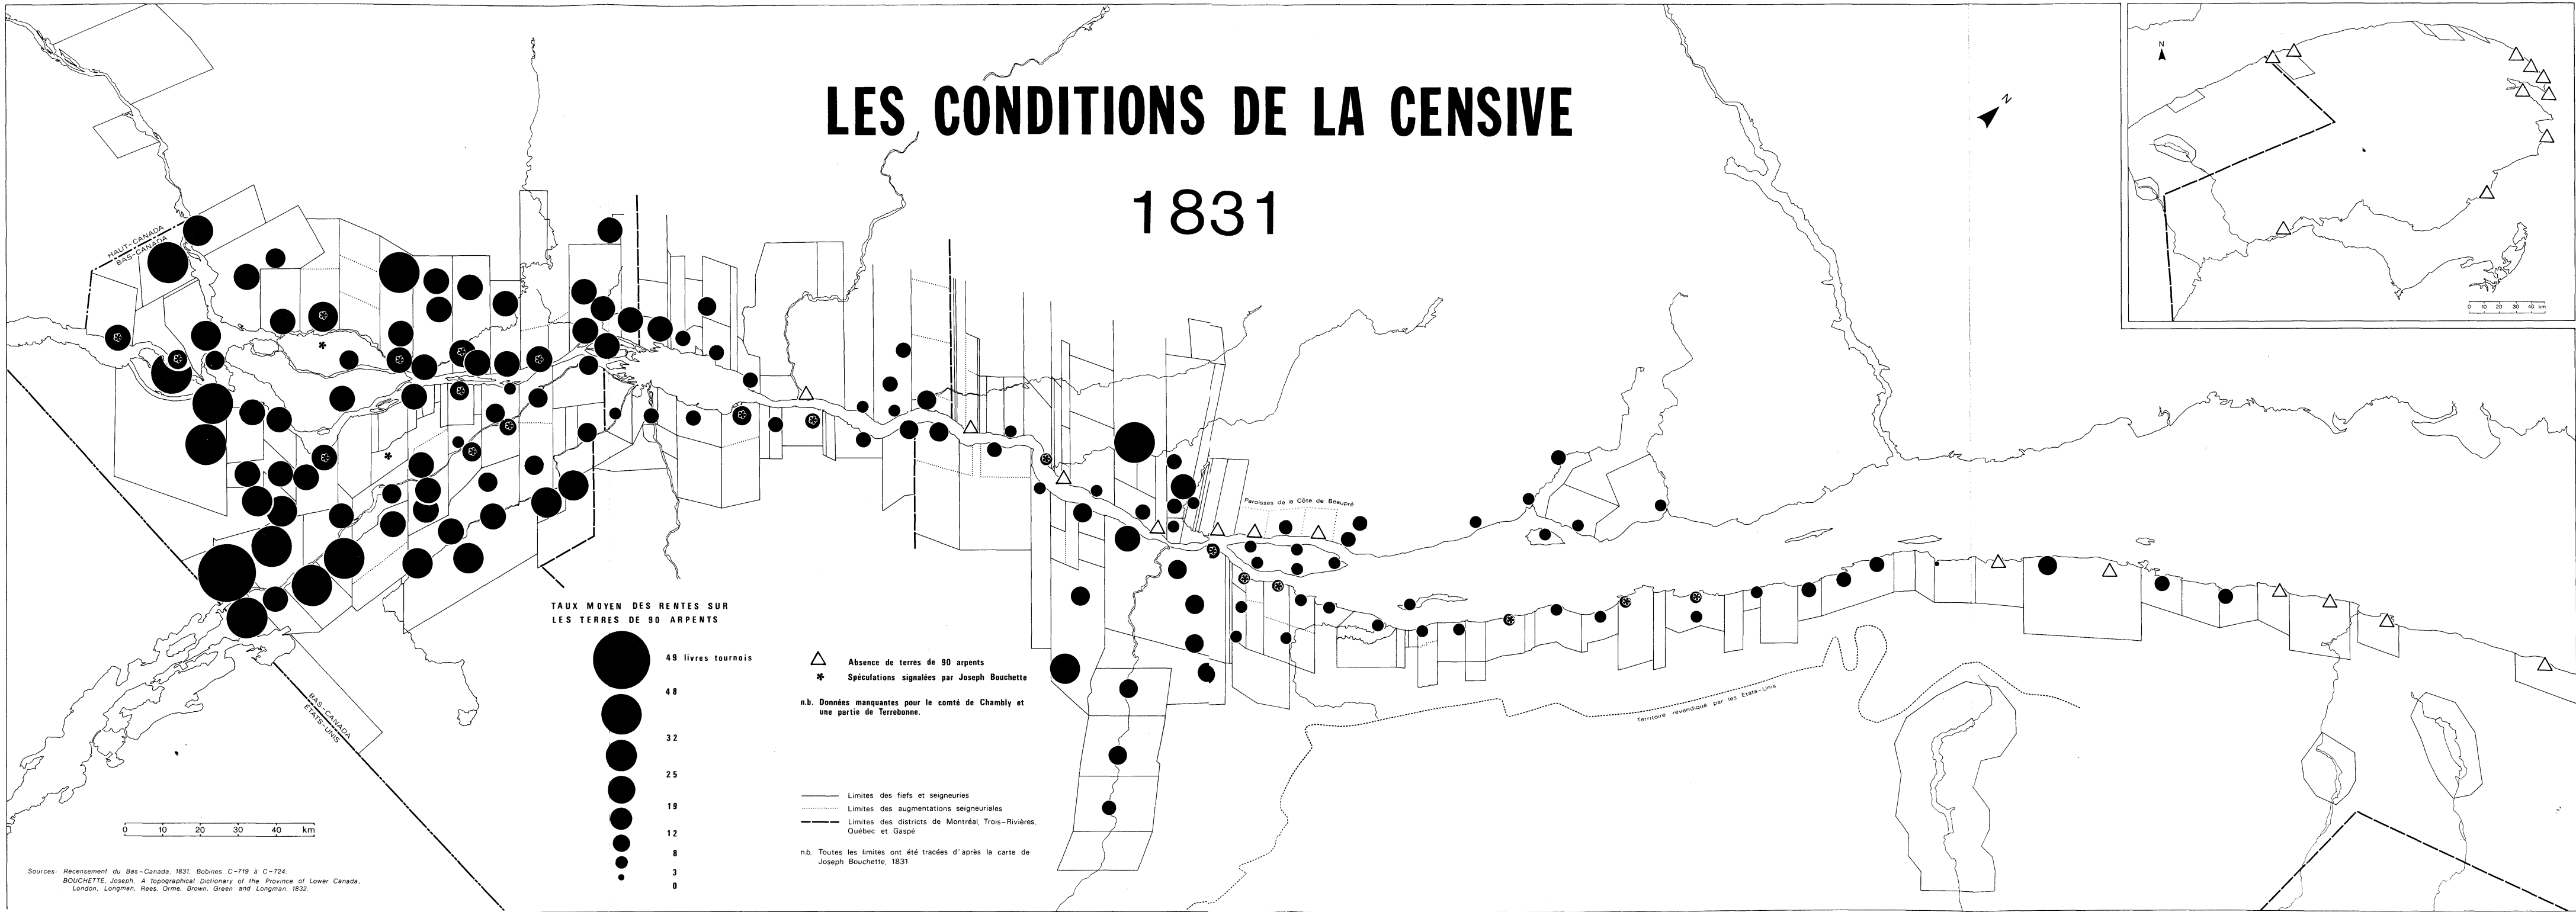 LES CONDITIONS DE LA CENSIVE
1831
N
N
0 10 20 30 40 km
HAUT-CANADA
BAS-CANADA
Paroisses de la Côte de Beaupré
Territoire revendiqué par les Etats-Unis
BAS-CANADA
ETATS-UNIS
TAUX MOYEN DES RENTES SUR
LES TERRES DE 90 ARPENTS
49 livres tournois
48
32
25
19
12
8
3
0
Absence de terres de 90 arpents
Spéculations signalées par Joseph Bouchette
n.b. Données manquantes pour le comté de Chambly et
une partie de Terrebonne.
Limites des fiefs et seigneuries
Limites des augmentations seigneuriales
Limites des districts de Montréal, Trois-Rivières,
Québec et Gaspé
n.b. Toutes les limites ont été tracées d'après la carte de
Joseph Bouchette, 1831.
0 10 20 30 40 km
Sources: Recensement du Bas-Canada, 1831, Bobines C-719 à C-724.
BOUCHETTE, Joseph, A Topographical Dictionary of the Province of Lower Canada,
London, Longman, Rees, Orme, Brown, Green and Longman, 1832.